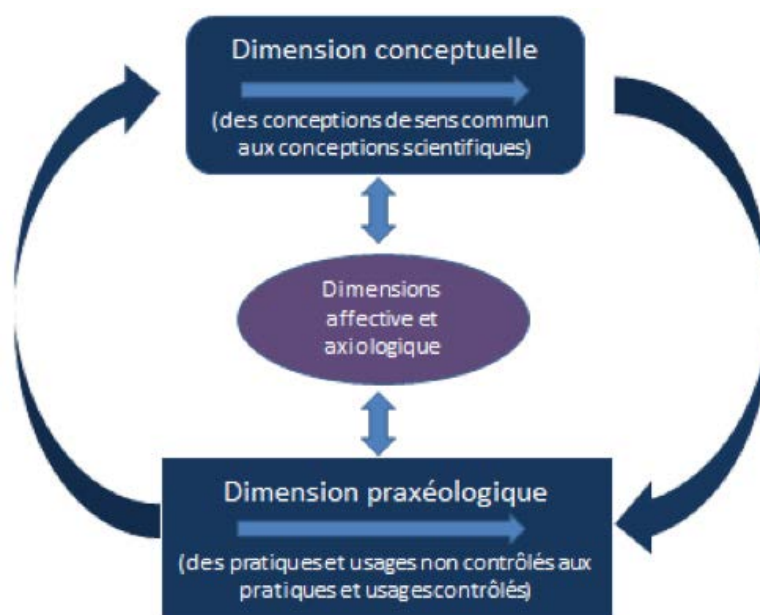 Dimension conceptuelle
(des conceptions de sens commun
aux conceptions scientifiques)
Dimensions
affective et
axiologique
Dimension praxéologique
(des pratiques et usages non contrôlés aux
pratiques et usages contrôlés)